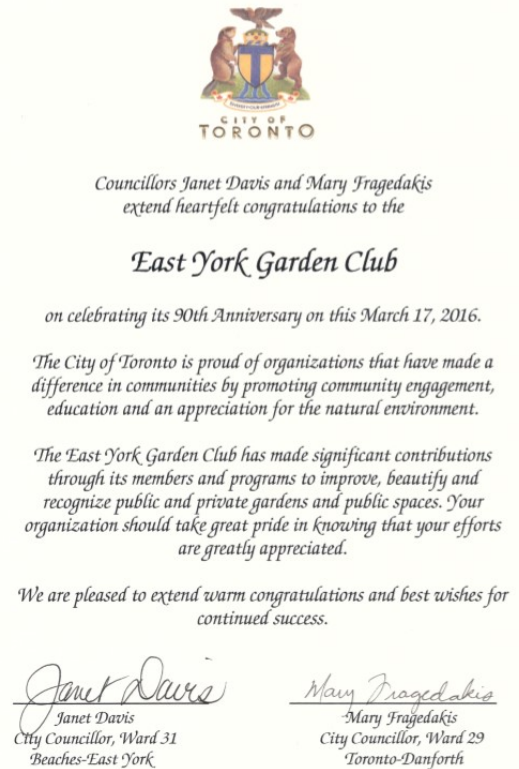 CITY OF
TORONTO
Councillors Janet Davis and Mary Fragedakis
extend heartfelt congratulations to the
East York Garden Club
on celebrating its 90th Anniversary on this March 17, 2016.
The City of Toronto is proud of organizations that have made a
difference in communities by promoting community engagement,
education and an appreciation for the natural environment.
The East York Garden Club has made significant contributions
through its members and programs to improve, beautify and
recognize public and private gardens and public spaces. Your
organization should take great pride in knowing that your efforts
are greatly appreciated.
We are pleased to extend warm congratulations and best wishes for
continued success.
Janet Davis
Mary Fragedakis
Janet Davis
City Councillor, Ward 31
Beaches-East York
Mary Fragedakis
City Councillor, Ward 29
Toronto-Danforth